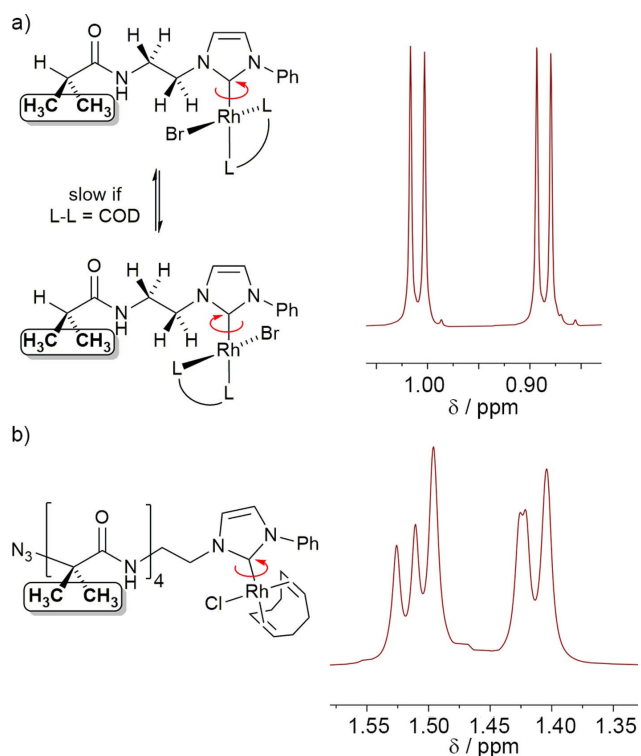 a)
O
H
H
H
N
H
H
H
N
N
Ph
H₃C
CH₃
Br
Rh
L
L
slow if
L-L = COD
O
H
H
H
N
H
H
H
N
N
Ph
H₃C
CH₃
Rh
Br
L
L
1.00
0.90
δ / ppm
b)
N₃
O
N
H
4
H₃C
CH₃
N
N
Ph
Cl
Rh
1.55
1.50
1.45
1.40
1.35
δ / ppm